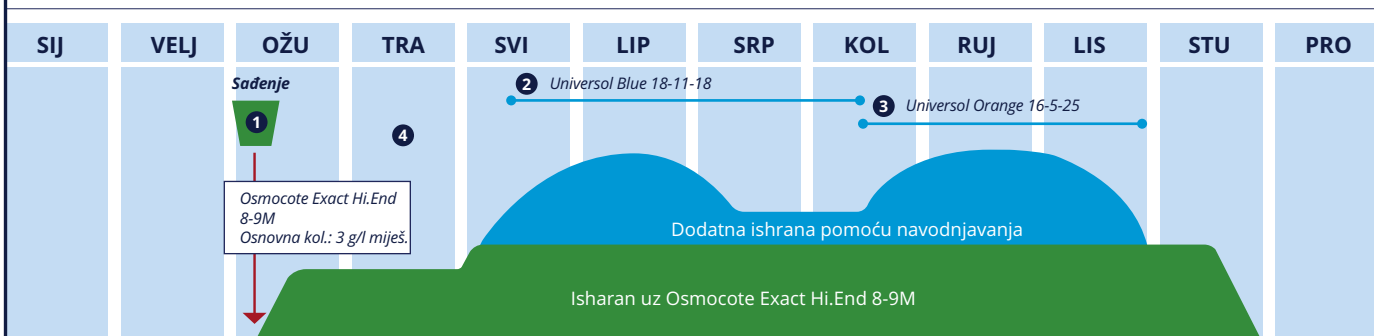 SIJ VELJ OŽU TRA SVI LIP SRP KOL RUJ LIS STU PRO
Sađenje
1
2 Universol Blue 18-11-18
3 Universol Orange 16-5-25
4
Osmocote Exact Hi.End
8-9M
Osnovna kol.: 3 g/l miješ.
Dodatna ishrana pomoću navodnjavanja
Isharan uz Osmocote Exact Hi.End 8-9M